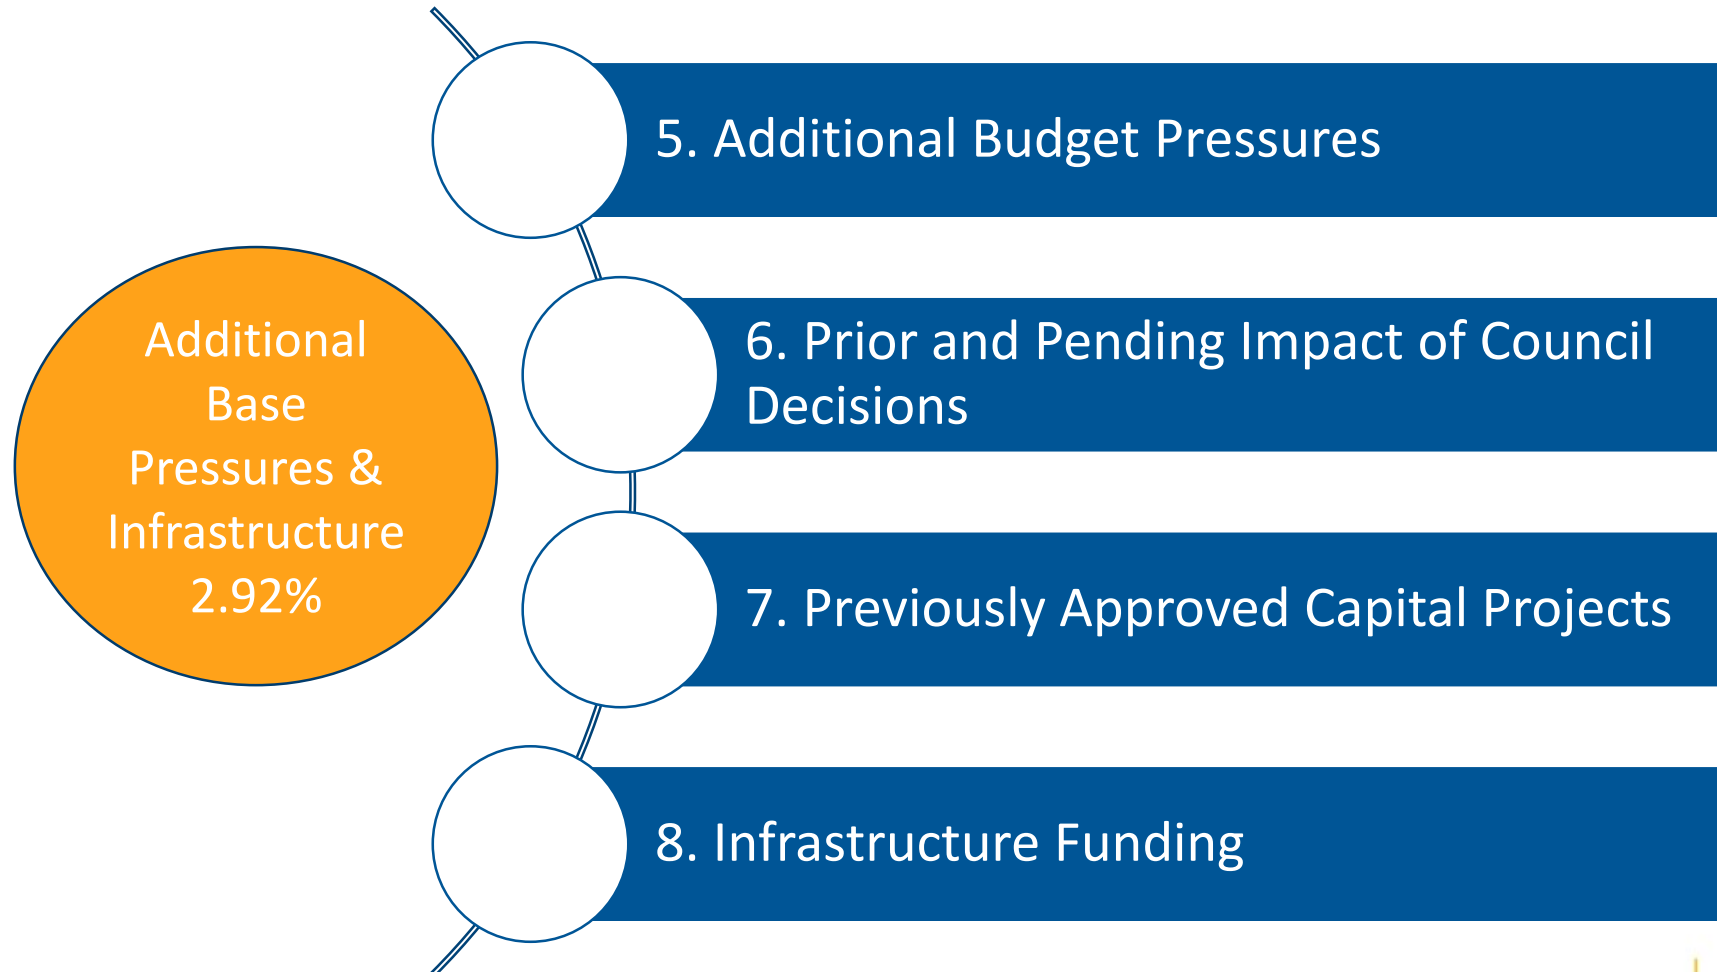 Additional
Base
Pressures &
Infrastructure
2.92%
5. Additional Budget Pressures
6. Prior and Pending Impact of Council
Decisions
7. Previously Approved Capital Projects
8. Infrastructure Funding